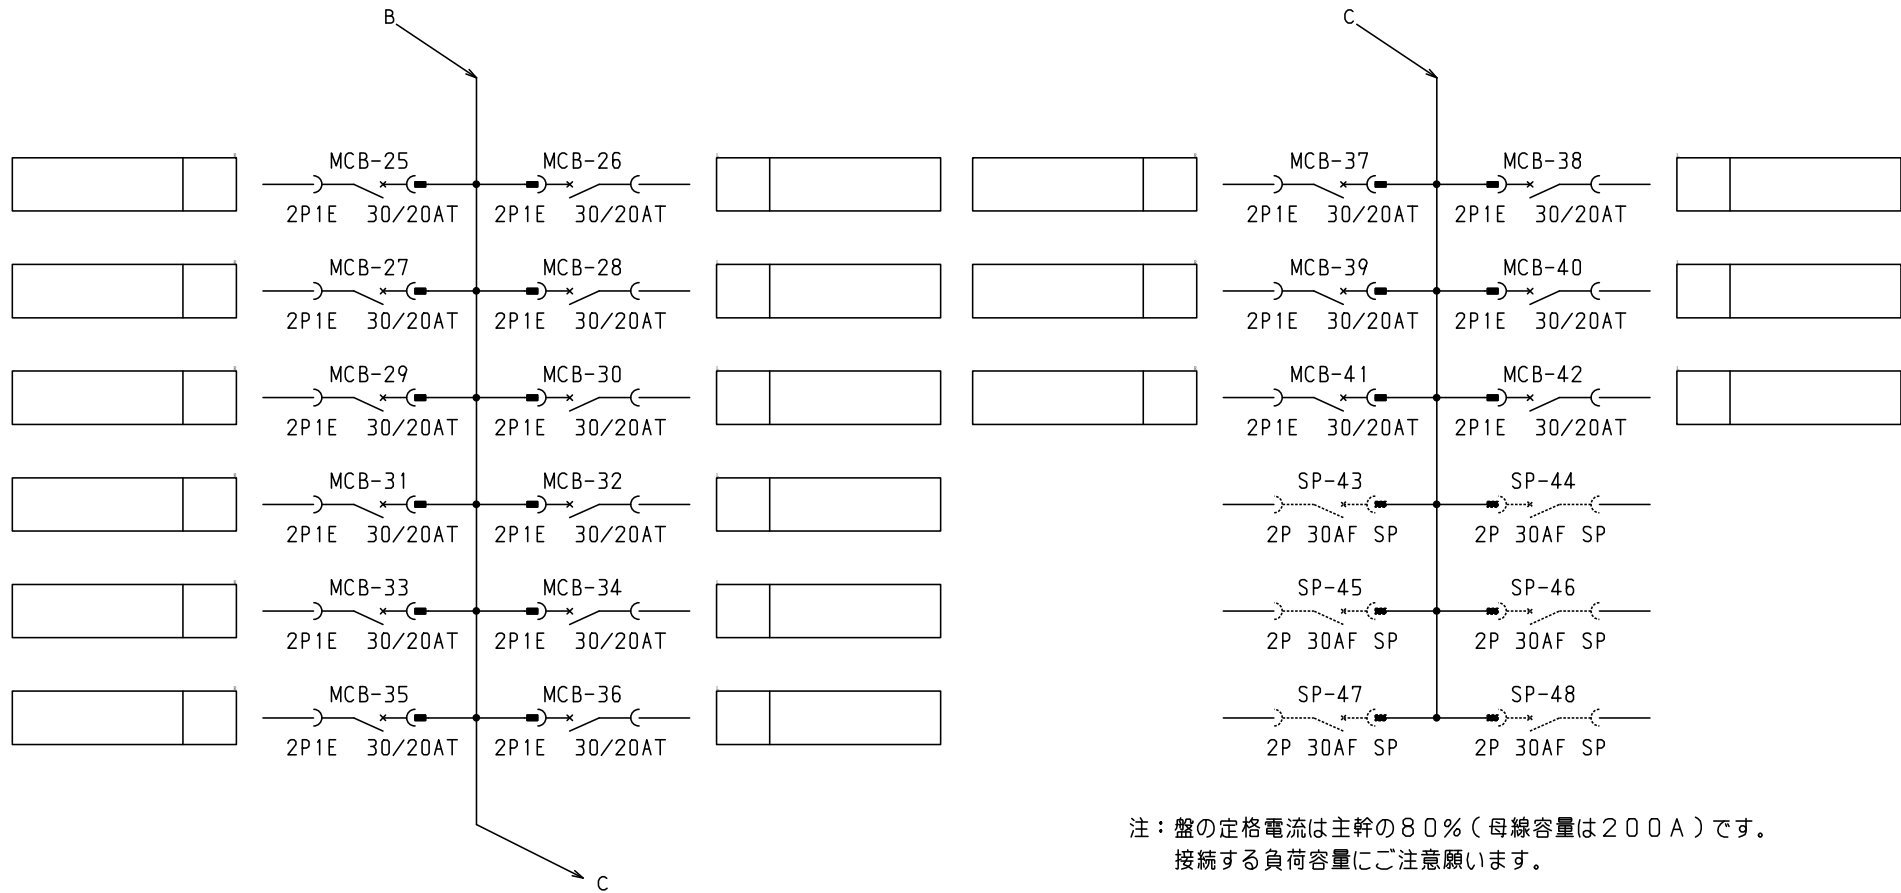 B
MCB-25 MCB-26
2P1E 30/20AT 2P1E 30/20AT
MCB-27 MCB-28
2P1E 30/20AT 2P1E 30/20AT
MCB-29 MCB-30
2P1E 30/20AT 2P1E 30/20AT
MCB-31 MCB-32
2P1E 30/20AT 2P1E 30/20AT
MCB-33 MCB-34
2P1E 30/20AT 2P1E 30/20AT
MCB-35 MCB-36
2P1E 30/20AT 2P1E 30/20AT
C
C
MCB-37 MCB-38
2P1E 30/20AT 2P1E 30/20AT
MCB-39 MCB-40
2P1E 30/20AT 2P1E 30/20AT
MCB-41 MCB-42
2P1E 30/20AT 2P1E 30/20AT
SP-43 SP-44
2P 30AF SP 2P 30AF SP
SP-45 SP-46
2P 30AF SP 2P 30AF SP
SP-47 SP-48
2P 30AF SP 2P 30AF SP
注：盤の定格電流は主幹の８０％（母線容量は２００Ａ）です。
接続する負荷容量にご注意願います。